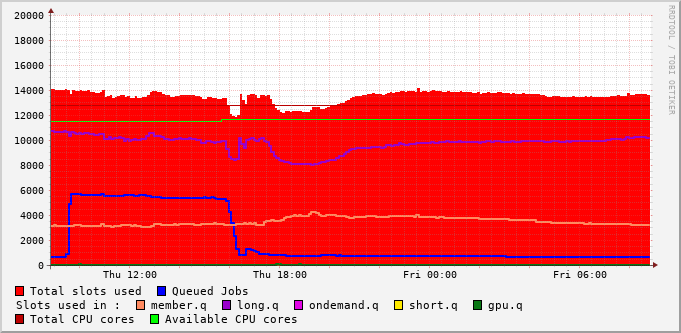 20000
18000
16000
14000
12000
10000
8000
6000
4000
2000
0
Thu 12:00 Thu 18:00 Fri 00:00 Fri 06:00
Total slots used Queued Jobs
Slots used in : member.q long.q ondemand.q short.q gpu.q
Total CPU cores Available CPU cores
RRDTOOL / TOBI OETIKER